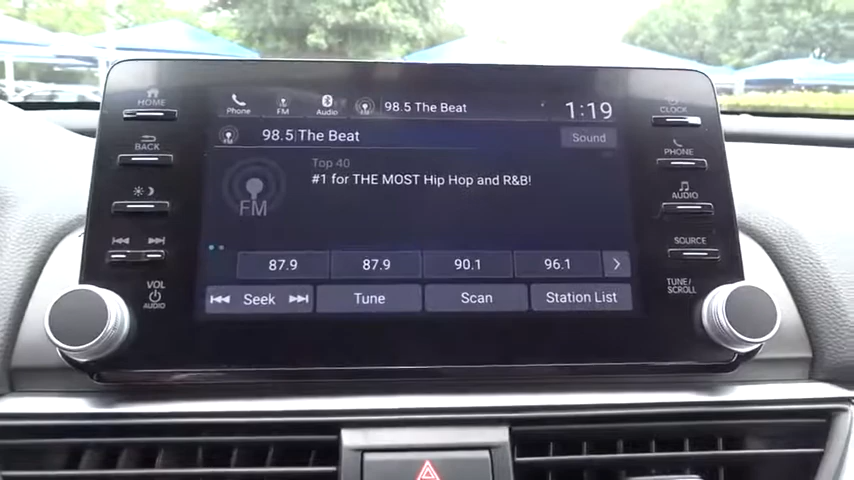 HOME
BACK
VOL
AUDIO
Phone
FM
Audio
98.5 The Beat
1:19
98.5 The Beat
Sound
Top 40
#1 for THE MOST Hip Hop and R&B!
FM
87.9
87.9
90.1
96.1
Seek
Tune
Scan
Station List
CLOCK
PHONE
AUDIO
SOURCE
TUNE/
SCROLL